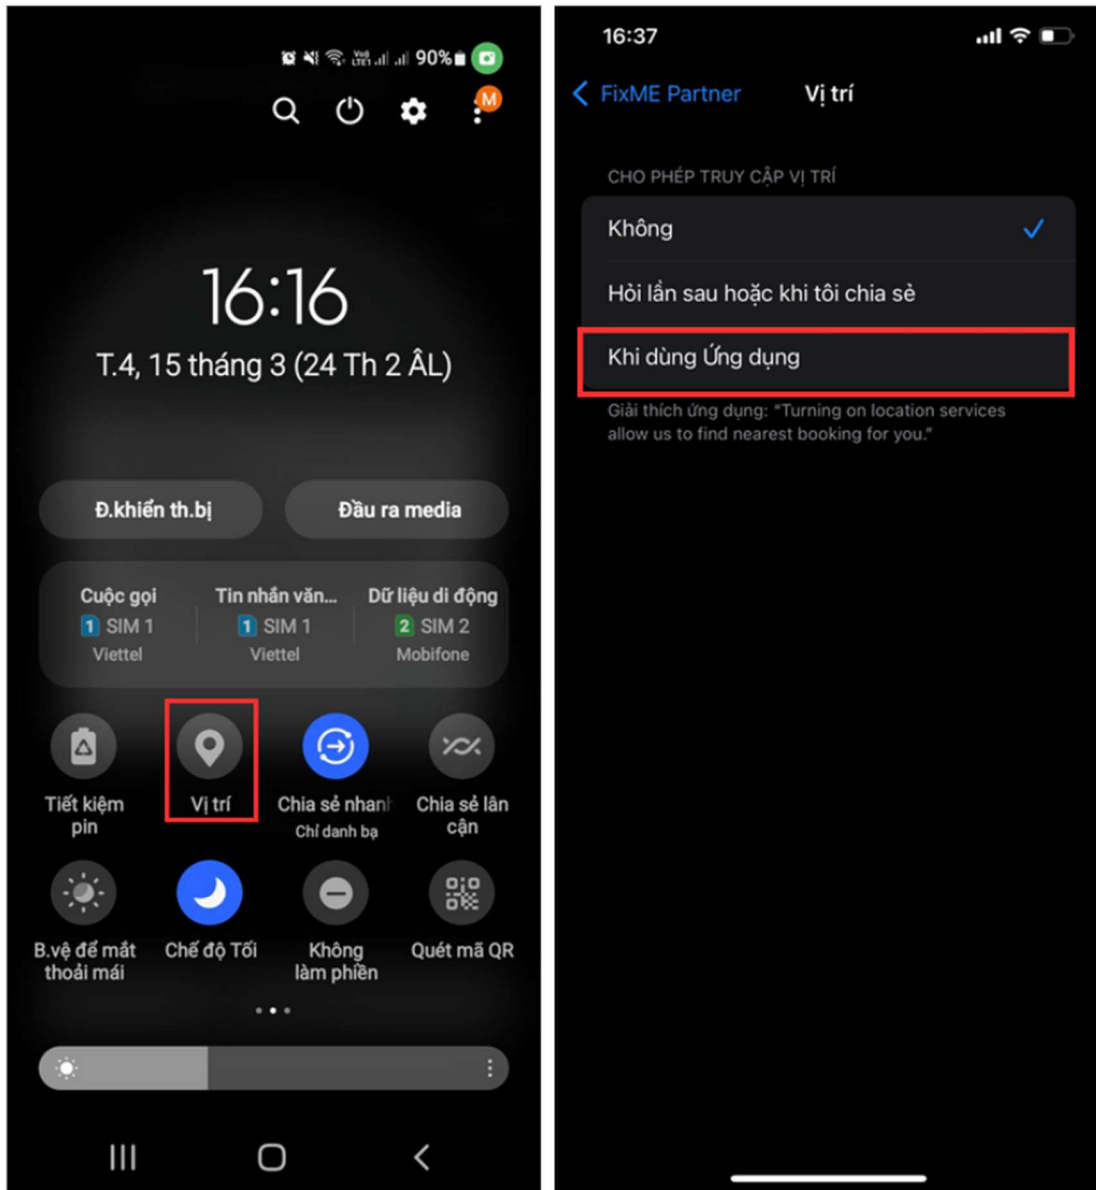 90%
M
16:16
T.4, 15 tháng 3 (24 Th 2 ÂL)
Đ.khiển th.bị
Đầu ra media
Cuộc gọi
1 SIM 1
Viettel
Tin nhắn văn...
1 SIM 1
Viettel
Dữ liệu di động
2 SIM 2
Mobifone
Tiết kiệm
pin
Vị trí
Chia sẻ nhanh
Chỉ danh bạ
Chia sẻ lân
cận
B.vệ để mắt
thoải mái
Chế độ Tối
Không
làm phiền
Quét mã QR
16:37
FixME Partner
Vị trí
CHO PHÉP TRUY CẬP VỊ TRÍ
Không
Hỏi lần sau hoặc khi tôi chia sẻ
Khi dùng Ứng dụng
Giải thích ứng dụng: "Turning on location services
allow us to find nearest booking for you."